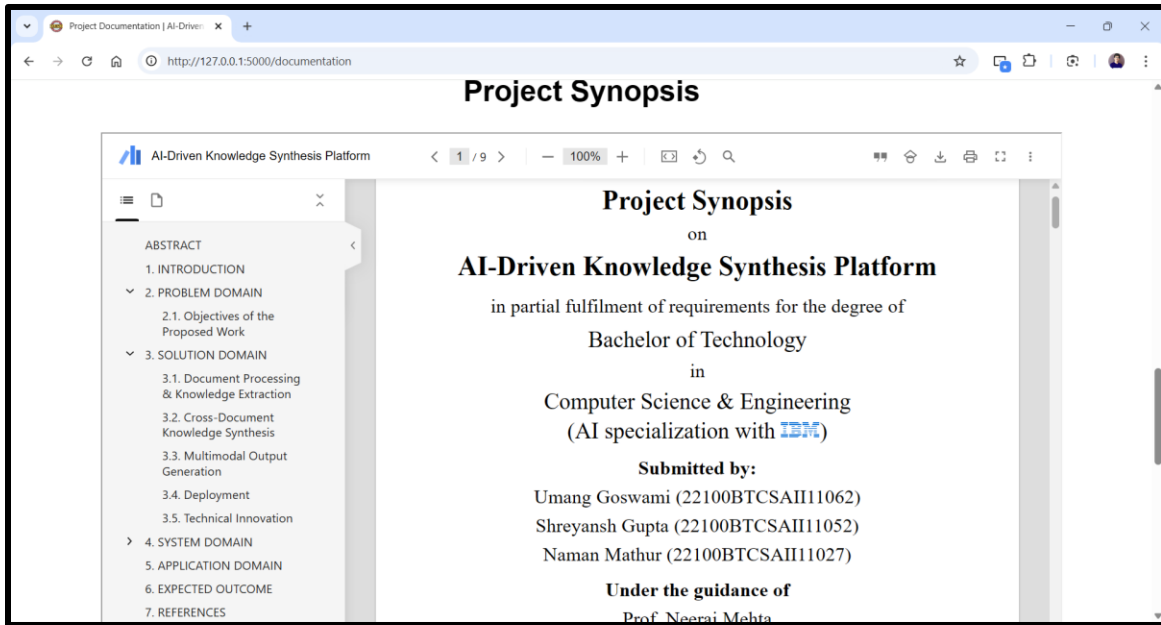 Project Documentation | AI-Driven
http://127.0.0.1:5000/documentation
Project Synopsis
AI-Driven Knowledge Synthesis Platform
1 / 9
100%
ABSTRACT
1. INTRODUCTION
2. PROBLEM DOMAIN
2.1. Objectives of the
Proposed Work
3. SOLUTION DOMAIN
3.1. Document Processing
& Knowledge Extraction
3.2. Cross-Document
Knowledge Synthesis
3.3. Multimodal Output
Generation
3.4. Deployment
3.5. Technical Innovation
4. SYSTEM DOMAIN
5. APPLICATION DOMAIN
6. EXPECTED OUTCOME
7. REFERENCES
Project Synopsis
on
AI-Driven Knowledge Synthesis Platform
in partial fulfilment of requirements for the degree of
Bachelor of Technology
in
Computer Science & Engineering
(AI specialization with IBM)
Submitted by:
Umang Goswami (22100BTCSAII11062)
Shreyansh Gupta (22100BTCSAII11052)
Naman Mathur (22100BTCSAII11027)
Under the guidance of
Prof. Neeraj Mehta